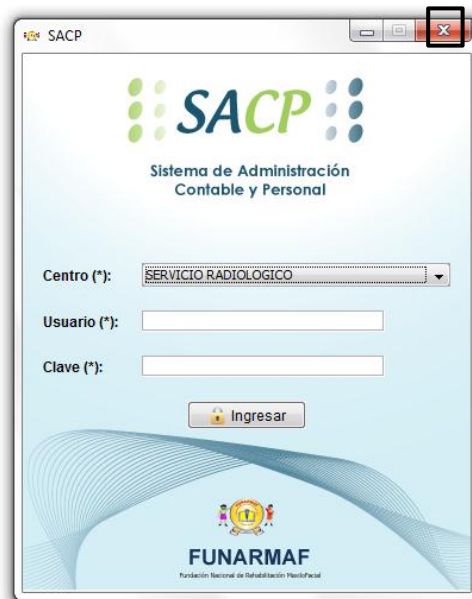 SACP
SACP
Sistema de Administración
Contable y Personal
Centro (*):
SERVICIO RADIOLOGICO
Usuario (*):
Clave (*):
Ingresar
FUNARMAF
Fundación Nacional de Rehabilitación Maxilofacial